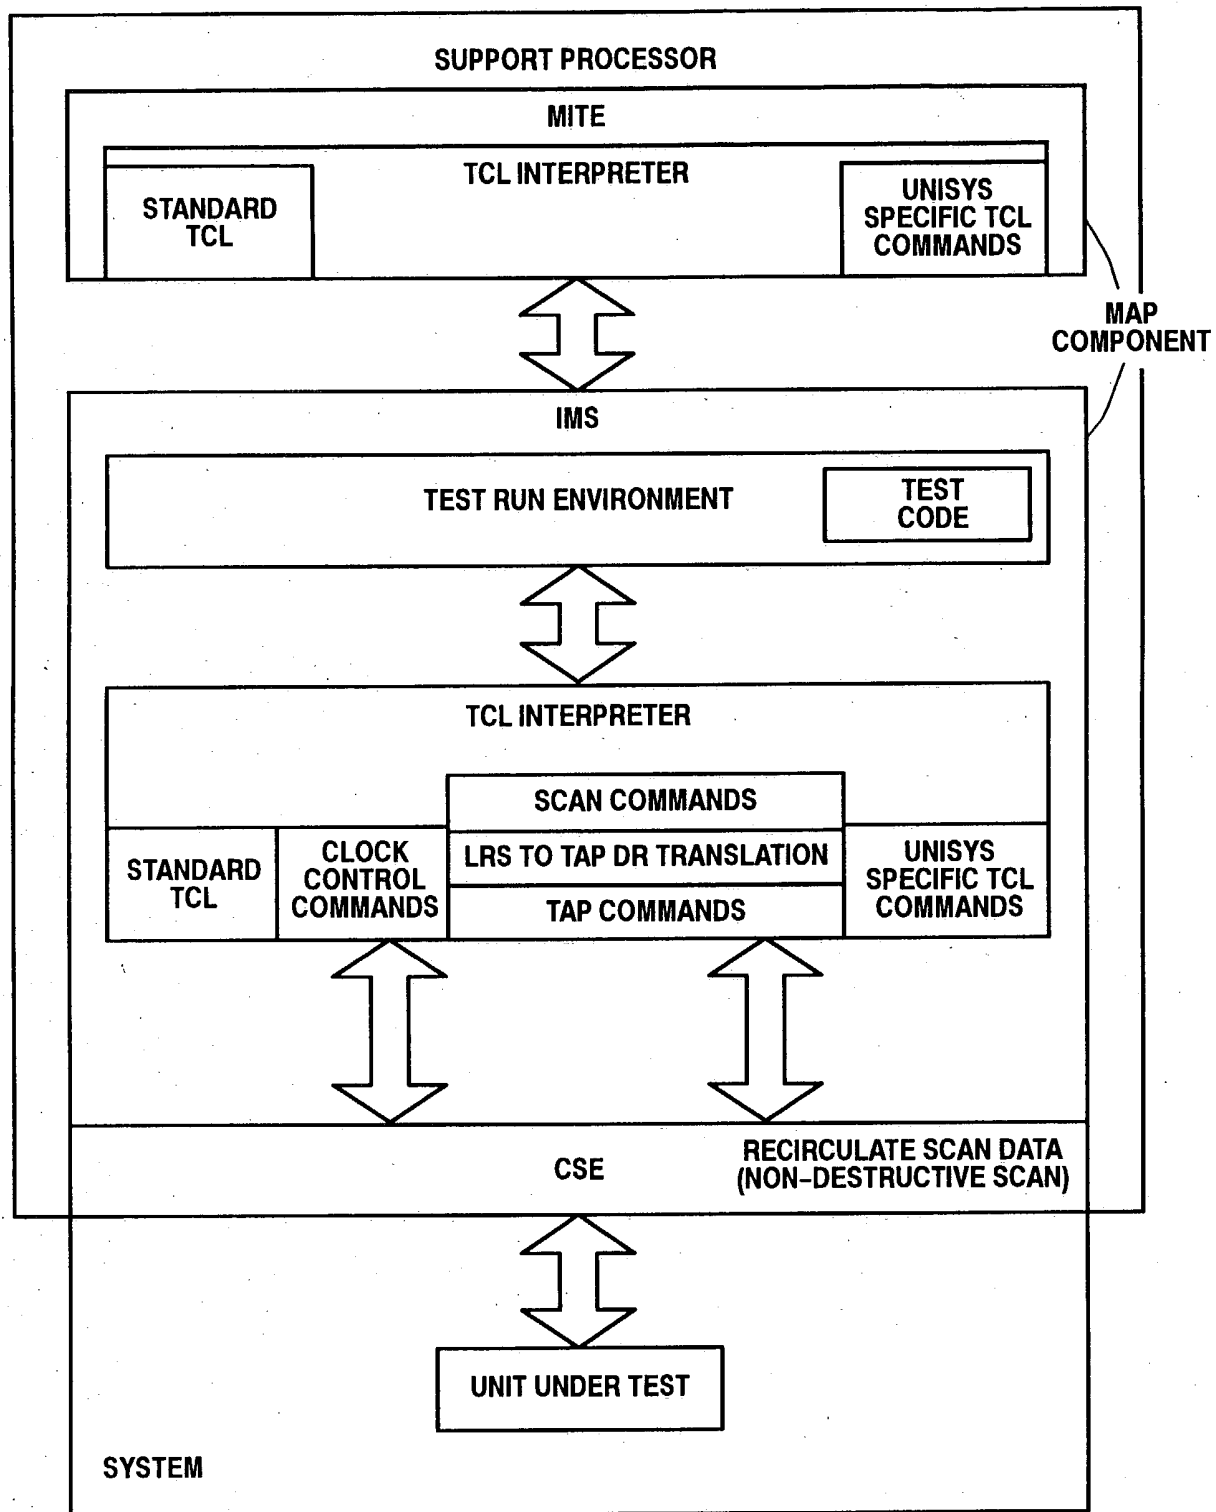 SUPPORT PROCESSOR
MITE
TCL INTERPRETER
STANDARD
TCL
UNISYS
SPECIFIC TCL
COMMANDS
MAP
COMPONENT
IMS
TEST RUN ENVIRONMENT
TEST
CODE
TCL INTERPRETER
SCAN COMMANDS
LRS TO TAP DR TRANSLATION
TAP COMMANDS
STANDARD
TCL
CLOCK
CONTROL
COMMANDS
UNISYS
SPECIFIC TCL
COMMANDS
CSE
RECIRCULATE SCAN DATA
(NON-DESTRUCTIVE SCAN)
UNIT UNDER TEST
SYSTEM